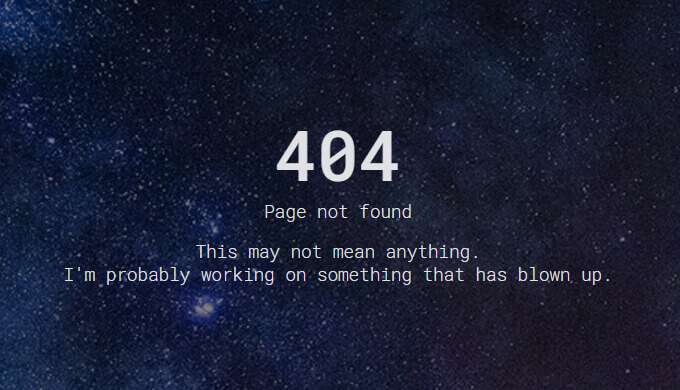 404
Page not found
This may not mean anything.
I'm probably working on something that has blown up.